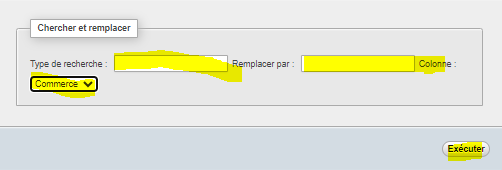 Chercher et remplacer
Type de recherche : Remplacer par : Colonne :
Commerce
Exécuter